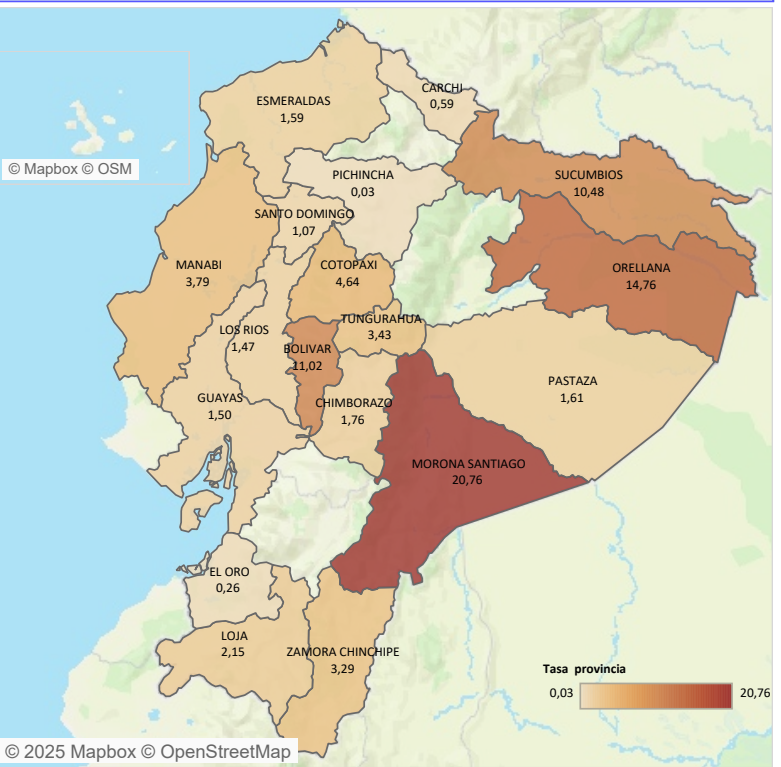 CARCHI
0,59
ESMERALDAS
1,59
© Mapbox © OSM
PICHINCHA
0,03
SUCUMBIOS
10,48
SANTO DOMINGO
1,07
MANABI
3,79
COTOPAXI
4,64
ORELLANA
14,76
TUNGURAHUA
3,43
LOS RIOS
1,47
BOLIVAR
11,02
PASTAZA
1,61
GUAYAS
1,50
CHIMBORAZO
1,76
MORONA SANTIAGO
20,76
EL ORO
0,26
LOJA
2,15
ZAMORA CHINCHIPE
3,29
Tasa provincia
0,03 20,76
© 2025 Mapbox © OpenStreetMap